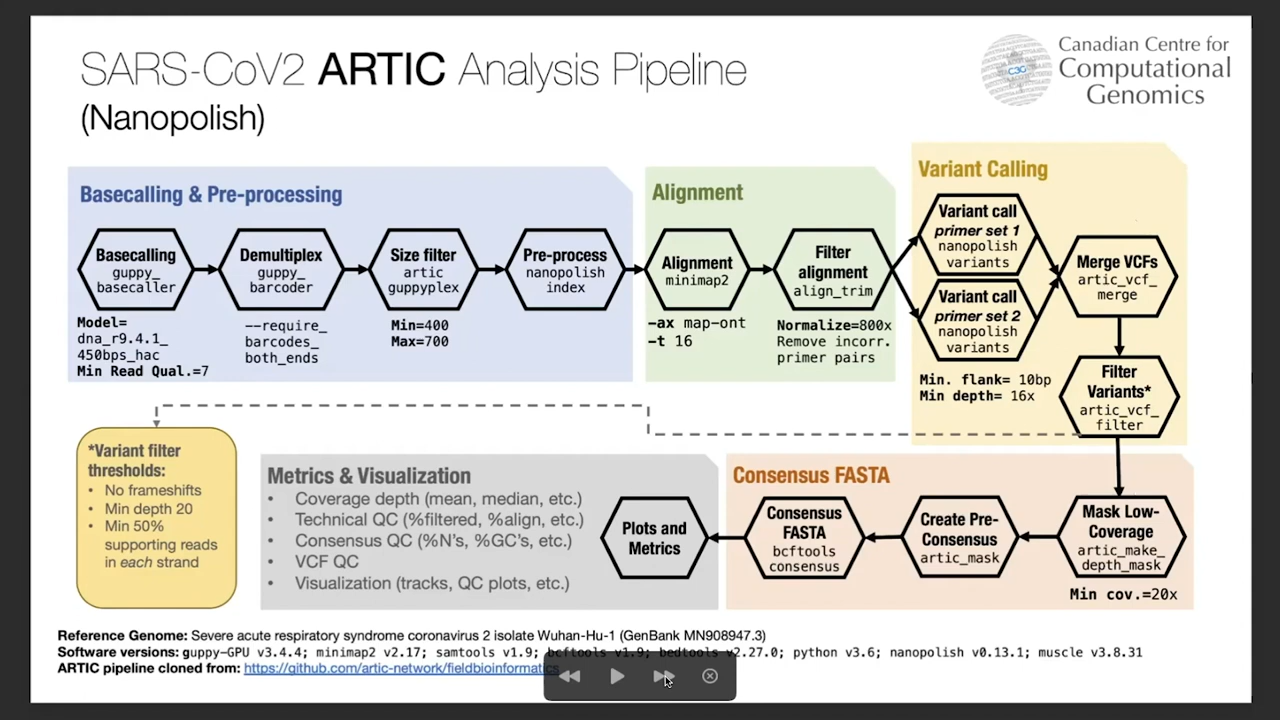 SARS-CoV2 ARTIC Analysis Pipeline
(Nanopolish)
Canadian Centre for
Computational
Genomics
C3G
Basecalling & Pre-processing
Basecalling
guppy_
basecaller
Model=
dna_r9.4.1_
450bps_hac
Min Read Qual.=7
Demultiplex
guppy_
barcoder
--require_
barcodes_
both_ends
Size filter
artic
guppyplex
Min=400
Max=700
Pre-process
nanopolish
index
Alignment
Alignment
minimap2
-ax map-ont
-t 16
Filter
alignment
align_trim
Normalize=800x
Remove incorr.
primer pairs
Variant Calling
Variant call
primer set 1
nanopolish
variants
Variant call
primer set 2
nanopolish
variants
Min. flank= 10bp
Min depth= 16x
Merge VCFs
artic_vcf_
merge
Filter
Variants*
artic_vcf_
filter
*Variant filter
thresholds:
• No frameshifts
• Min depth 20
• Min 50%
supporting reads
in each strand
Metrics & Visualization
• Coverage depth (mean, median, etc.)
• Technical QC (%filtered, %align, etc.)
• Consensus QC (%N's, %GC's, etc.)
• VCF QC
• Visualization (tracks, QC plots, etc.)
Plots and
Metrics
Consensus FASTA
Consensus
FASTA
bcftools
consensus
Create Pre-
Consensus
artic_mask
Mask Low-
Coverage
artic_make_
depth_mask
Min cov.=20x
Reference Genome: Severe acute respiratory syndrome coronavirus 2 isolate Wuhan-Hu-1 (GenBank MN908947.3)
Software versions: guppy-GPU v3.4.4; minimap2 v2.17; samtools v1.9; bcftools v1.9; bedtools v2.27.0; python v3.6; nanopolish v0.13.1; muscle v3.8.31
ARTIC pipeline cloned from: https://github.com/artic-network/fieldbioinformatics